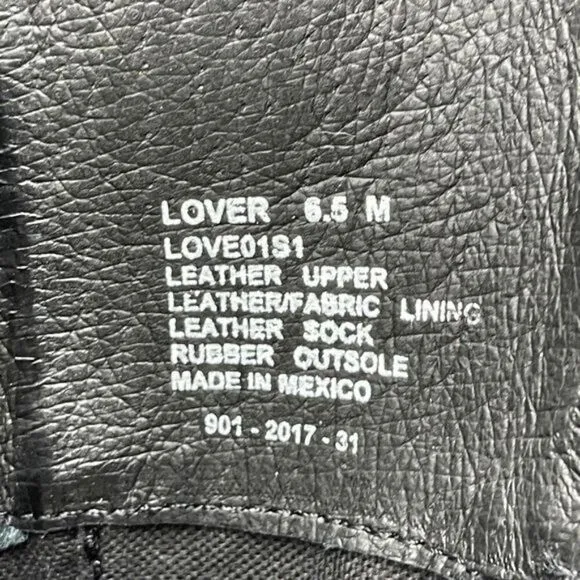 LOVER 6.5 M
LOVE01S1
LEATHER UPPER
LEATHER/FABRIC LINING
LEATHER SOCK
RUBBER OUTSOLE
MADE IN MEXICO
901 - 2017 - 31